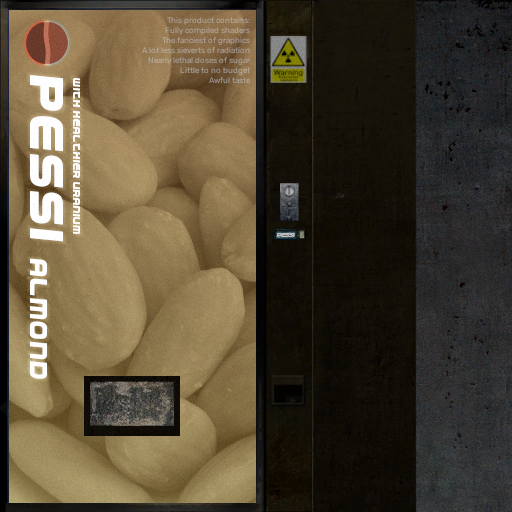 This product contains:
Fully compiled shaders
The fanciest of graphics
A lot less sieverts of radiation
Nearly lethal doses of sugar
Little to no budget
Awful taste
WITH HEALTHIER URANIUM
PESSI ALMOND
Warning
PESSI